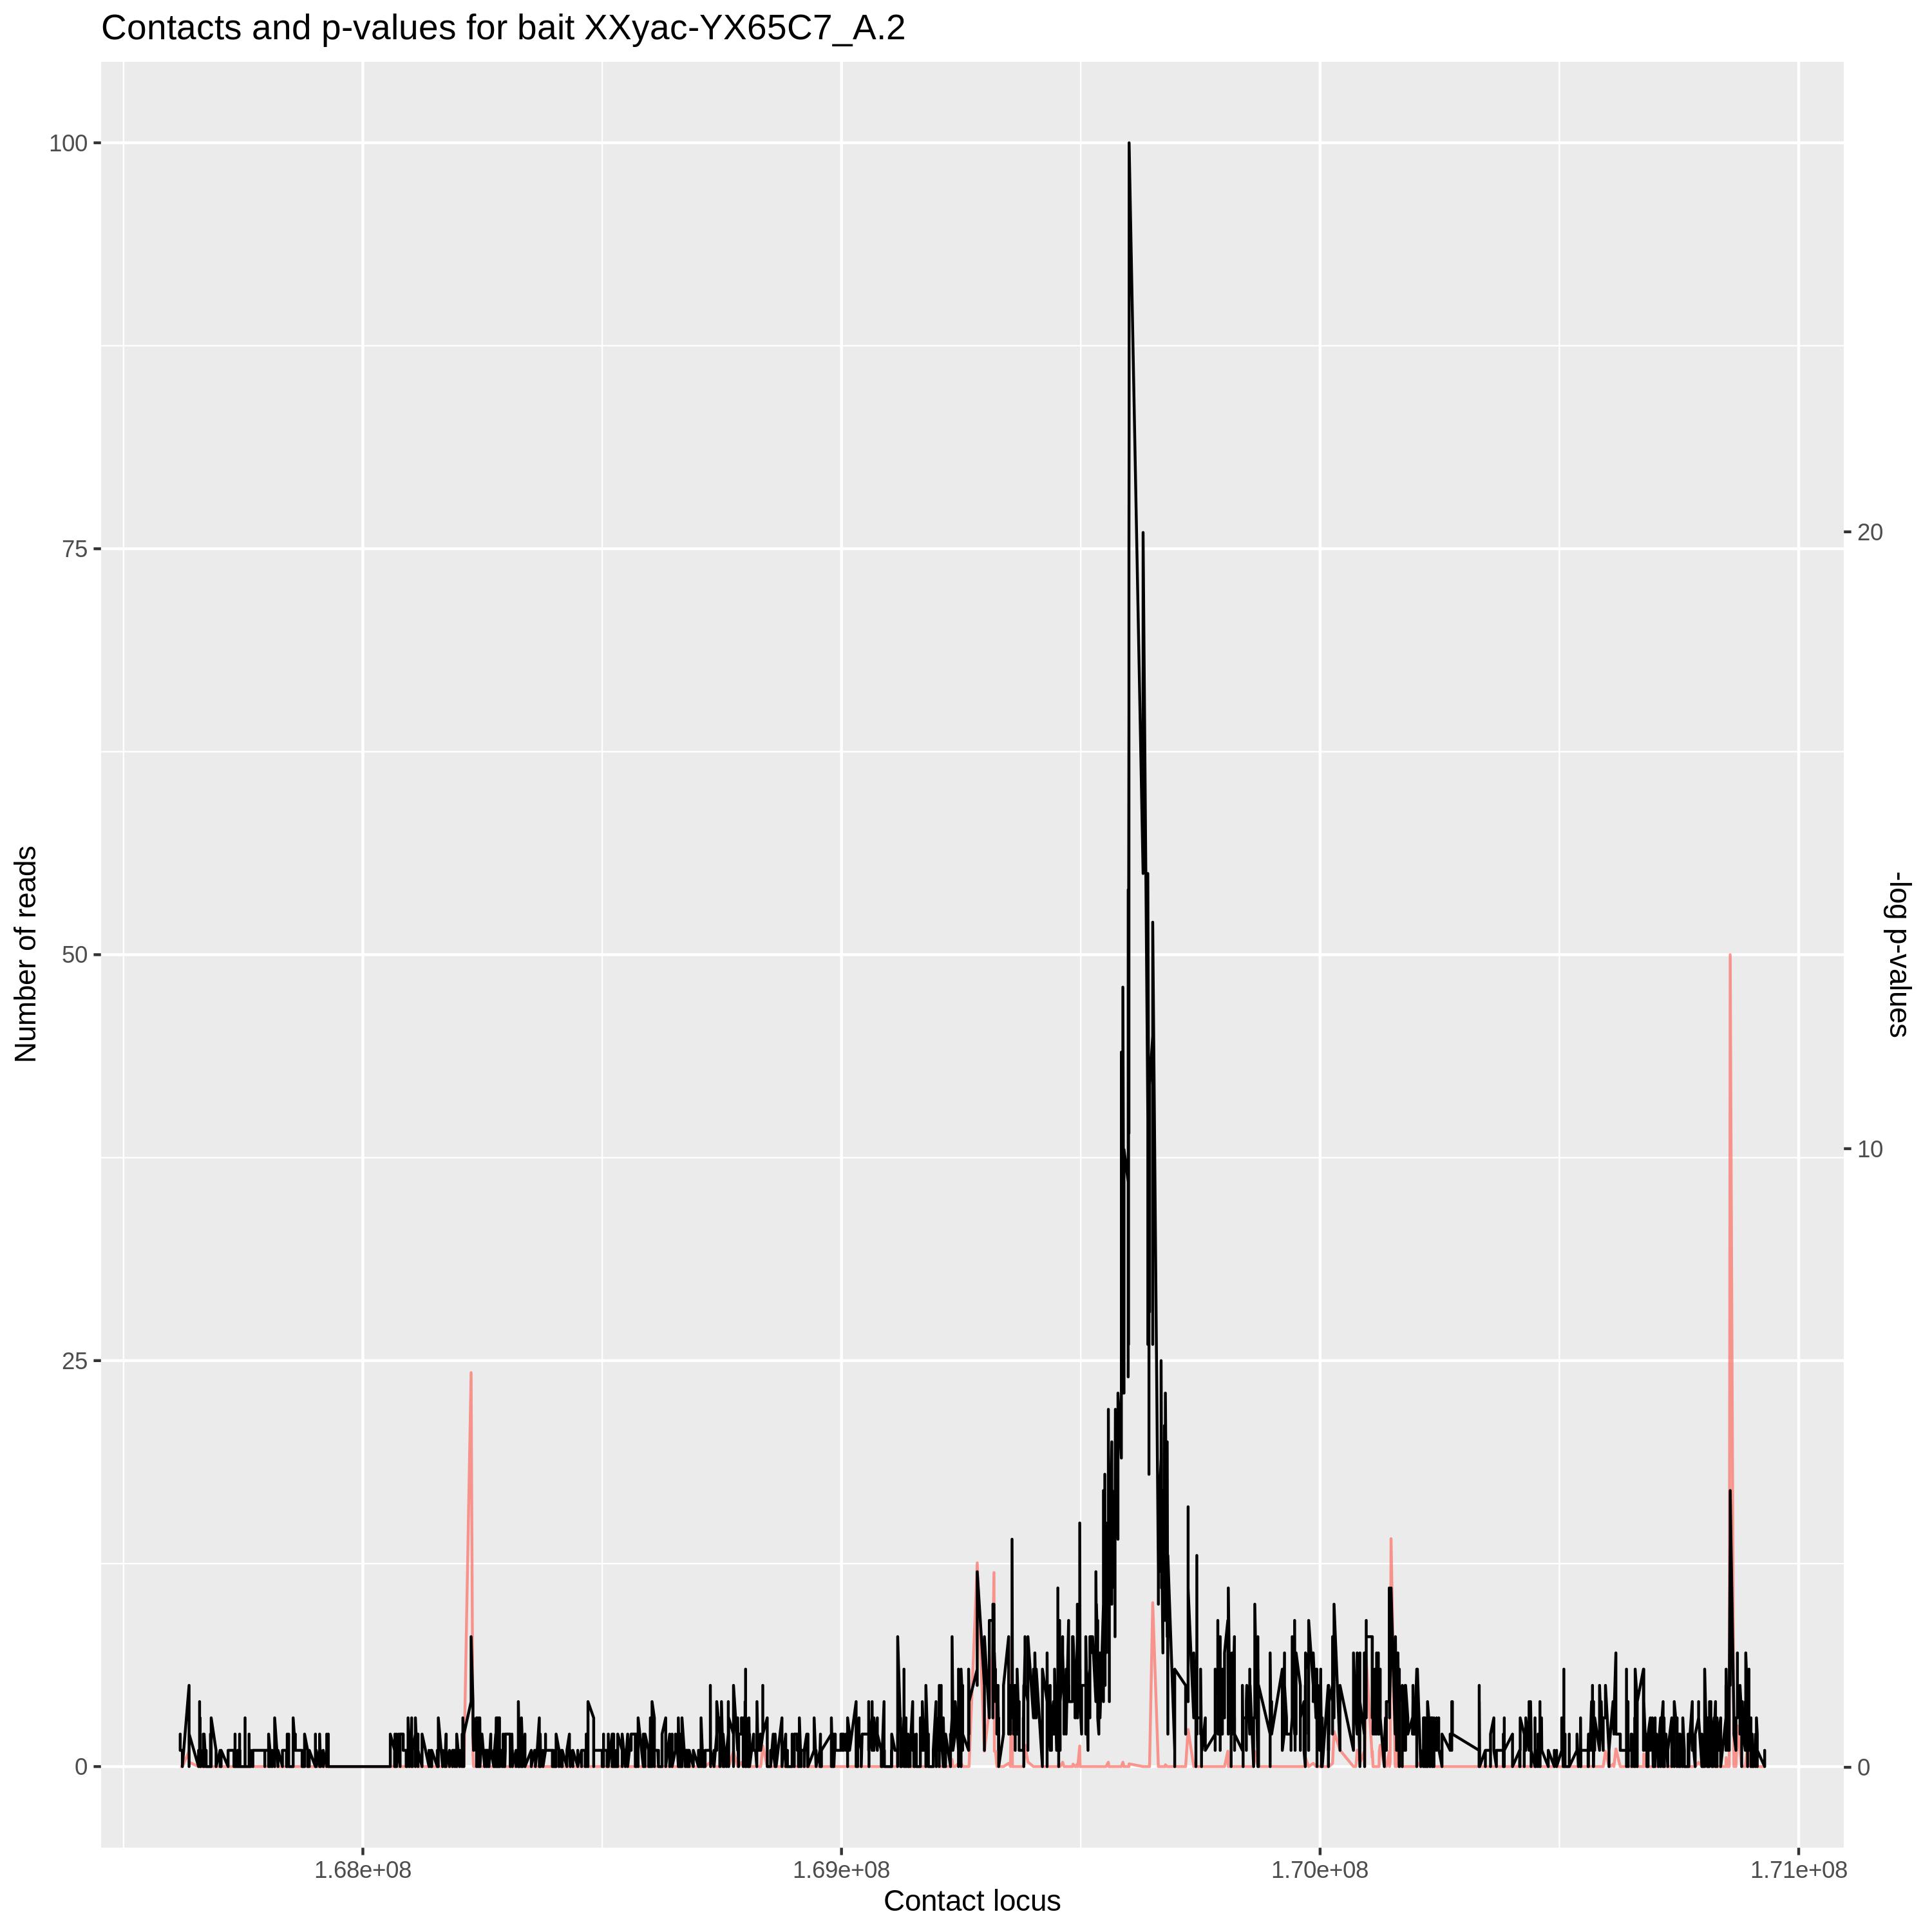 Contacts and p-values for bait XXyac-YX65C7_A.2
100
75
50
25
0
Number of reads
20
10
0
-log p-values
1.68e+08
1.69e+08
1.70e+08
1.71e+08
Contact locus